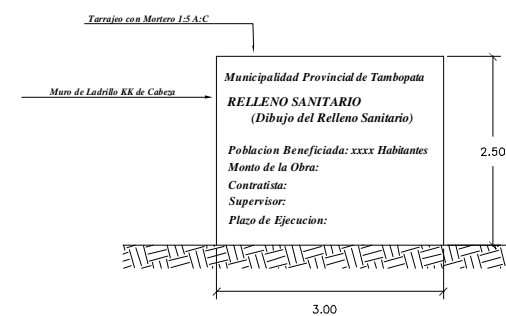 Tarrajeo con Mortero 1:5 A:C
Muro de Ladrillo KK de Cabeza
Municipalidad Provincial de Tambopata
RELLENO SANITARIO
(Dibujo del Relleno Sanitario)
Poblacion Beneficiada: xxxx Habitantes
Monto de la Obra:
Contratista:
Supervisor:
Plazo de Ejecucion:
2.50
3.00